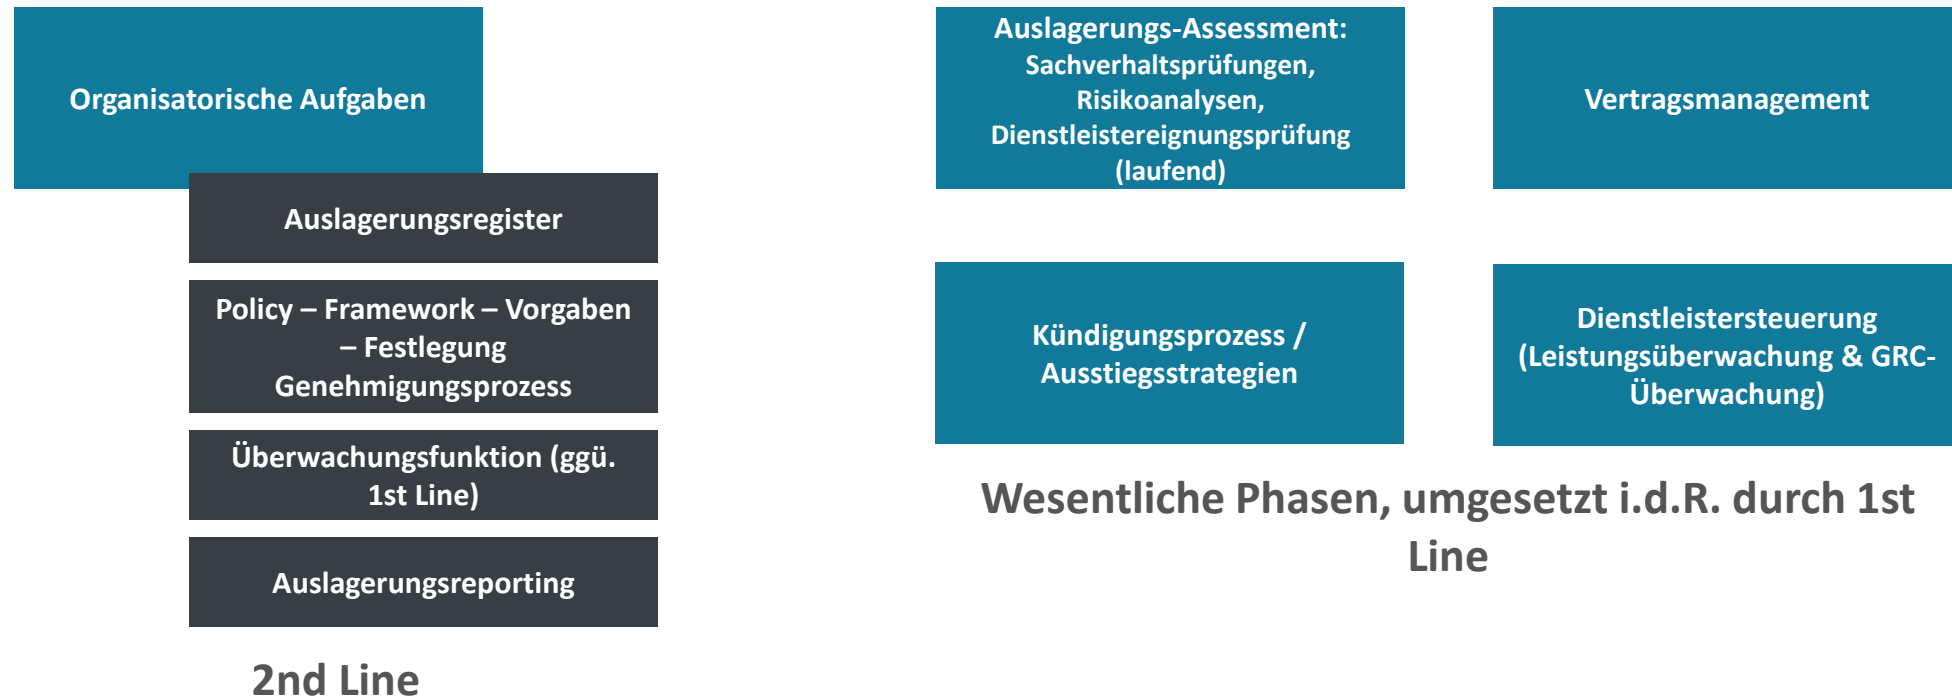 Organisatorische Aufgaben
Auslagerungsregister
Policy – Framework – Vorgaben
– Festlegung
Genehmigungsprozess
Überwachungsfunktion (ggü.
1st Line)
Auslagerungsreporting
2nd Line
Auslagerungs-Assessment:
Sachverhaltsprüfungen,
Risikoanalysen,
Dienstleistereignungsprüfung
(laufend)
Vertragsmanagement
Kündigungsprozess /
Ausstiegsstrategien
Dienstleistersteuerung
(Leistungsüberwachung & GRC-
Überwachung)
Wesentliche Phasen, umgesetzt i.d.R. durch 1st
Line